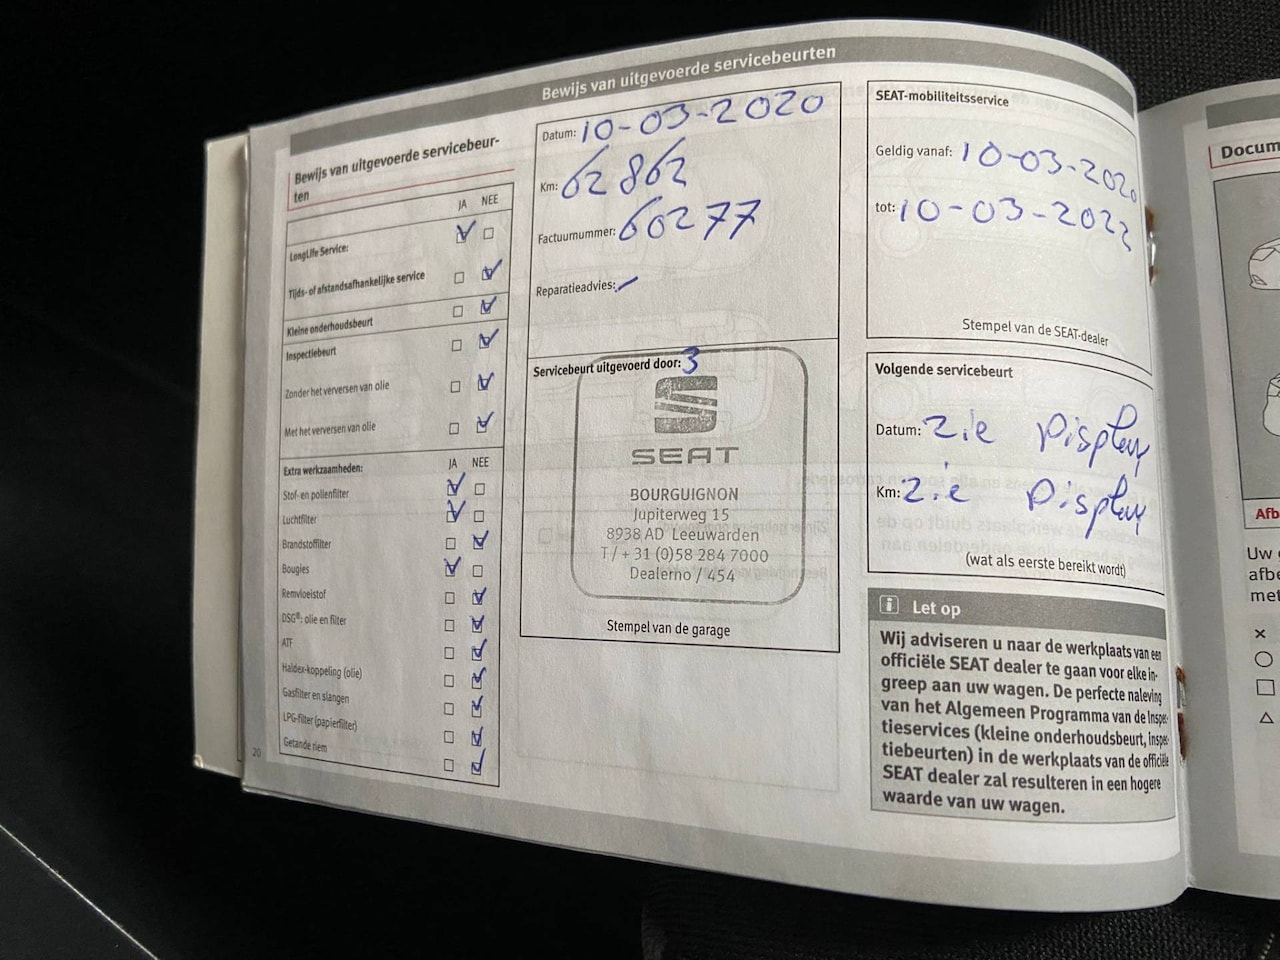 Bewijs van uitgevoerde servicebeurten
Bewijs van uitgevoerde servicebeur-
ten
JA NEE
LongLife Service:
Tijds- of afstandsafhankelijke service
Kleine onderhoudsbeurt
Inspectiebeurt
Zonder het verversen van olie
Met het verversen van olie
Extra werkzaamheden: JA NEE
Stof- en pollenfilter
Luchtfilter
Brandstoffilter
Bougies
Remvloeistof
DSG®: olie en filter
ATF
Haldex-koppeling (olie)
Gasfilter en slangen
LPG-filter (papierfilter)
Getande riem
20
Datum: 10-03-2020
Km: 62862
Factuurnummer: 60277
Reparatieadvies:
Servicebeurt uitgevoerd door: 3
SEAT
BOURGUIGNON
Jupiterweg 15
8938 AD Leeuwarden
T / + 31 (0)58 284 7000
Dealerno / 454
Stempel van de garage
SEAT-mobiliteitsservice
Geldig vanaf: 10-03-2020
tot: 10-03-2022
Stempel van de SEAT-dealer
Volgende servicebeurt
Datum: Zie Display
Km: Zie Display
(wat als eerste bereikt wordt)
i Let op
Wij adviseren u naar de werkplaats van een
officiële SEAT dealer te gaan voor elke in-
greep aan uw wagen. De perfecte naleving
van het Algemeen Programma van de Inspec-
tieservices (kleine onderhoudsbeurt, inspec-
tiebeurten) in de werkplaats van de officiële
SEAT dealer zal resulteren in een hogere
waarde van uw wagen.
Docum
Afb
Uw
afbe
met